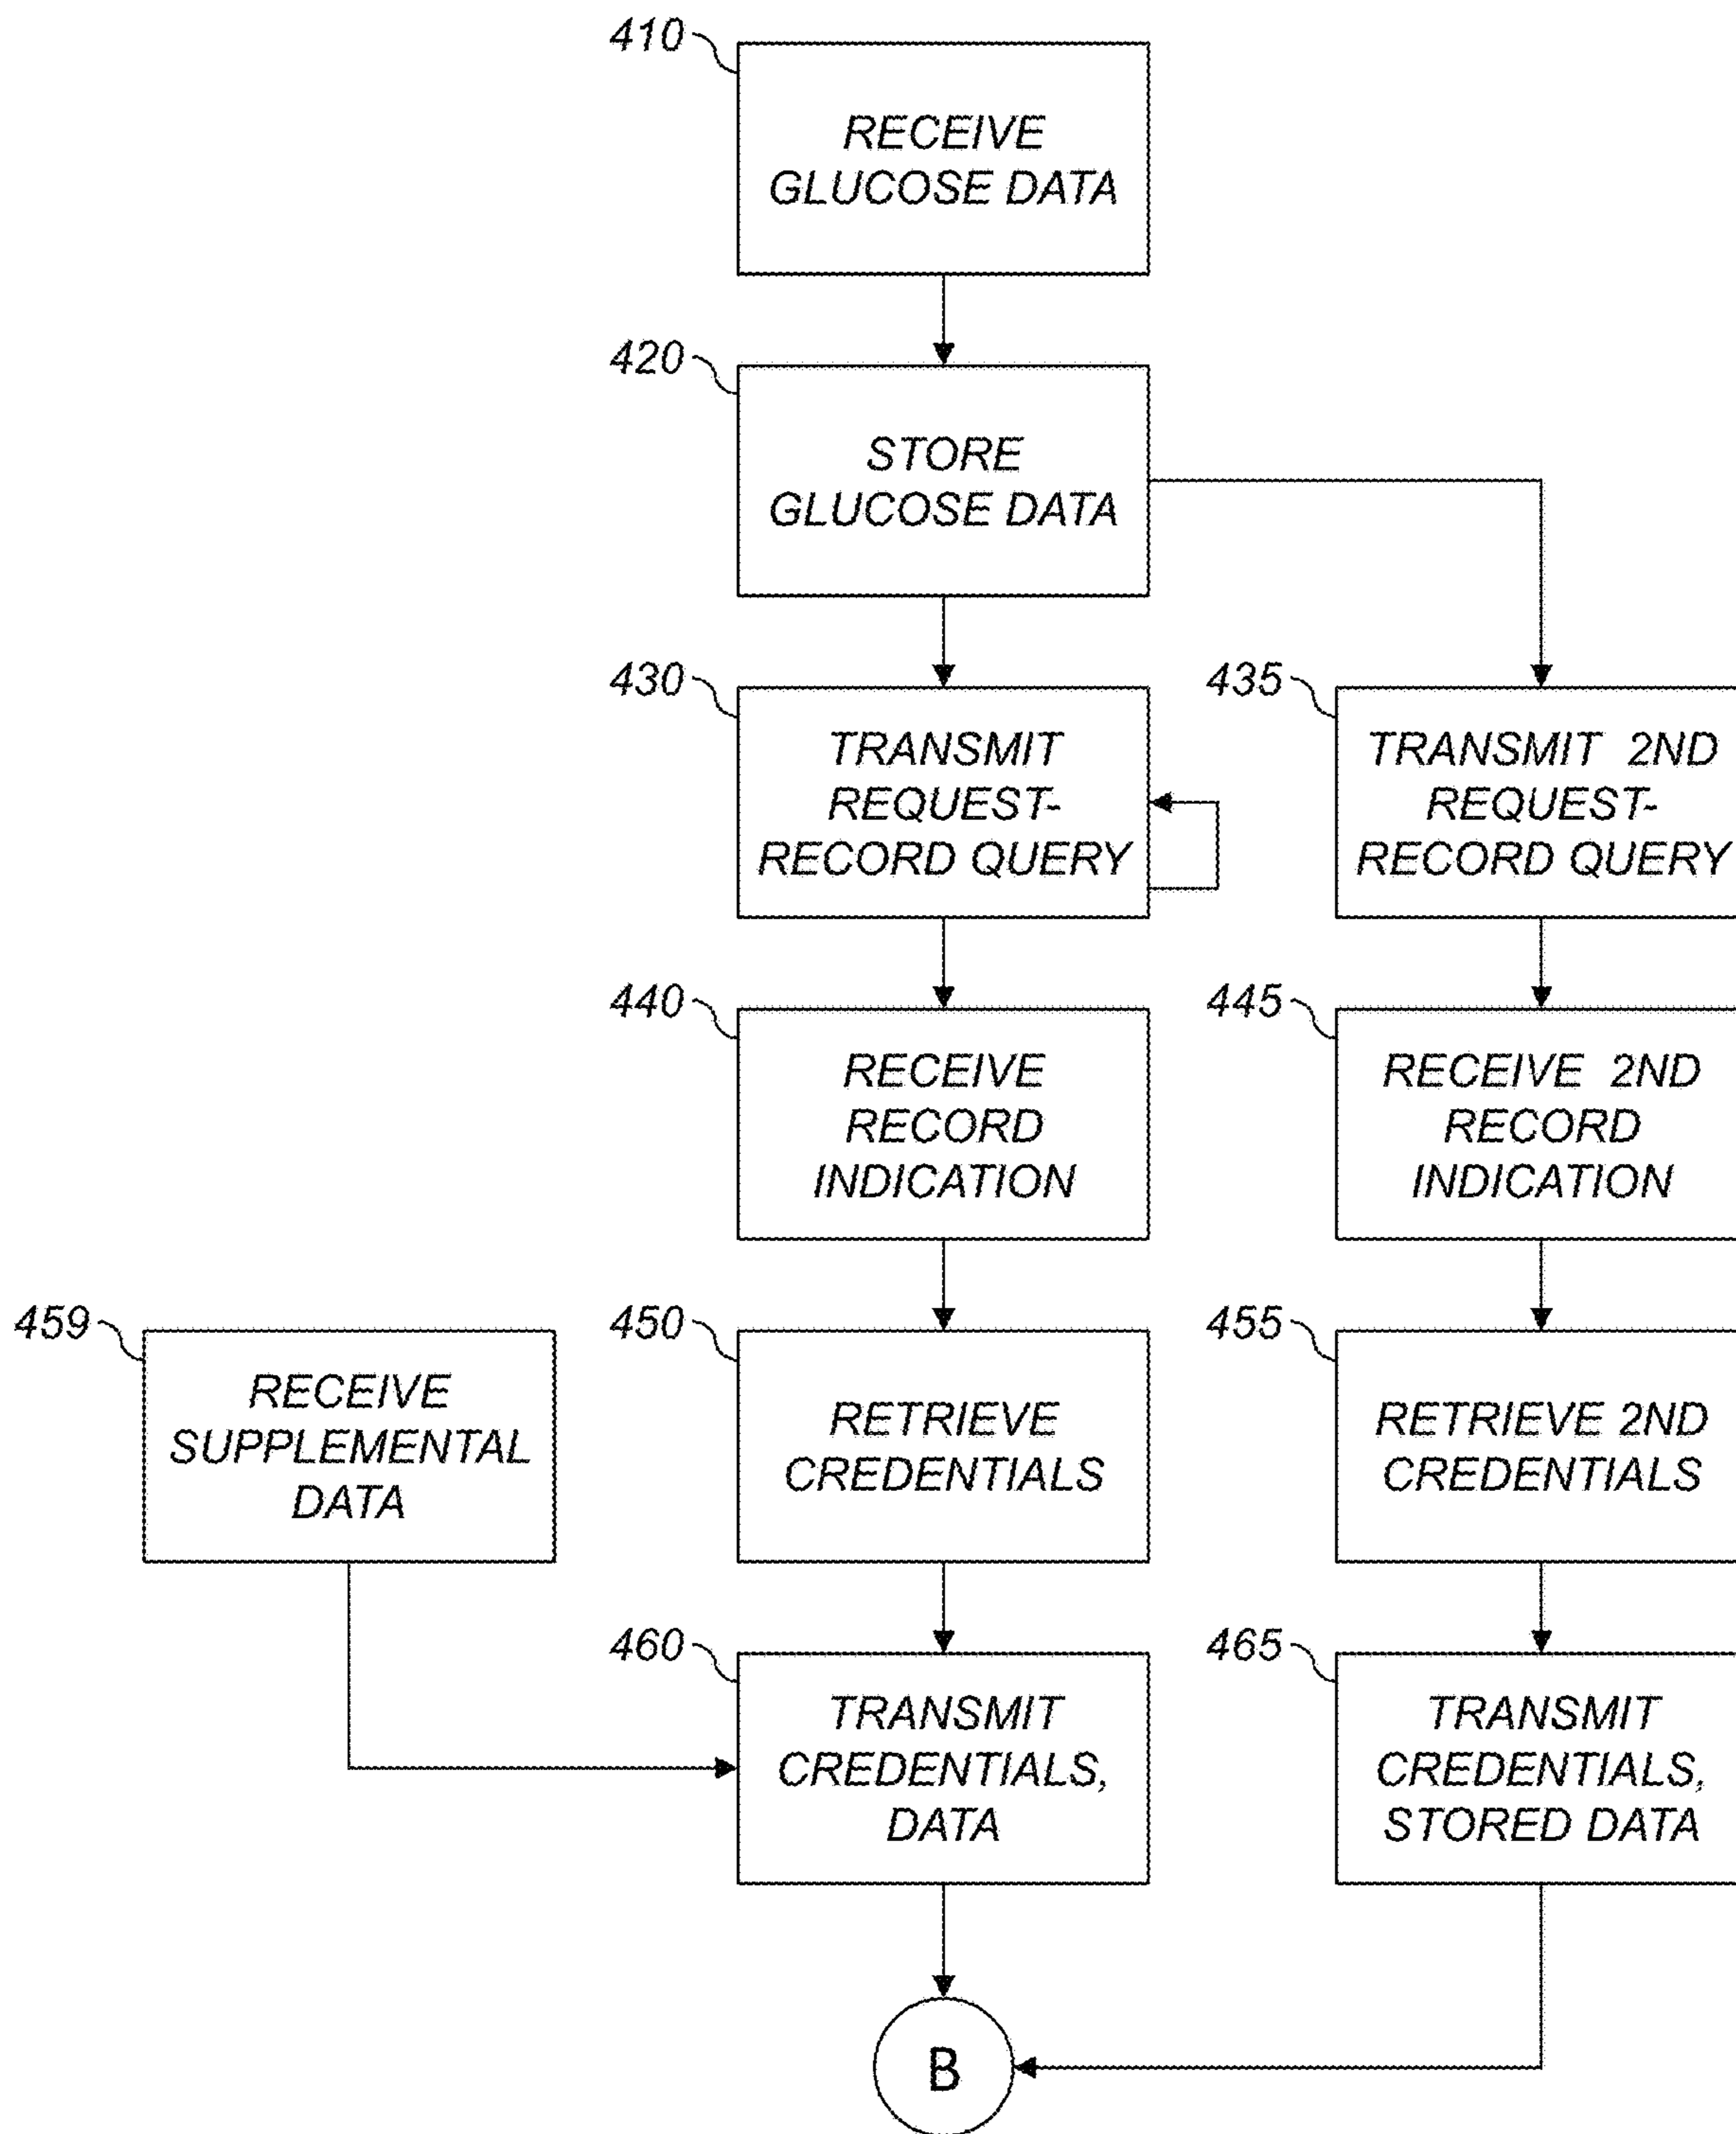 410
RECEIVE
GLUCOSE DATA
420
STORE
GLUCOSE DATA
430
TRANSMIT
REQUEST-
RECORD QUERY
435
TRANSMIT 2ND
REQUEST-
RECORD QUERY
440
RECEIVE
RECORD
INDICATION
445
RECEIVE 2ND
RECORD
INDICATION
459
RECEIVE
SUPPLEMENTAL
DATA
450
RETRIEVE
CREDENTIALS
455
RETRIEVE 2ND
CREDENTIALS
460
TRANSMIT
CREDENTIALS,
DATA
465
TRANSMIT
CREDENTIALS,
STORED DATA
B